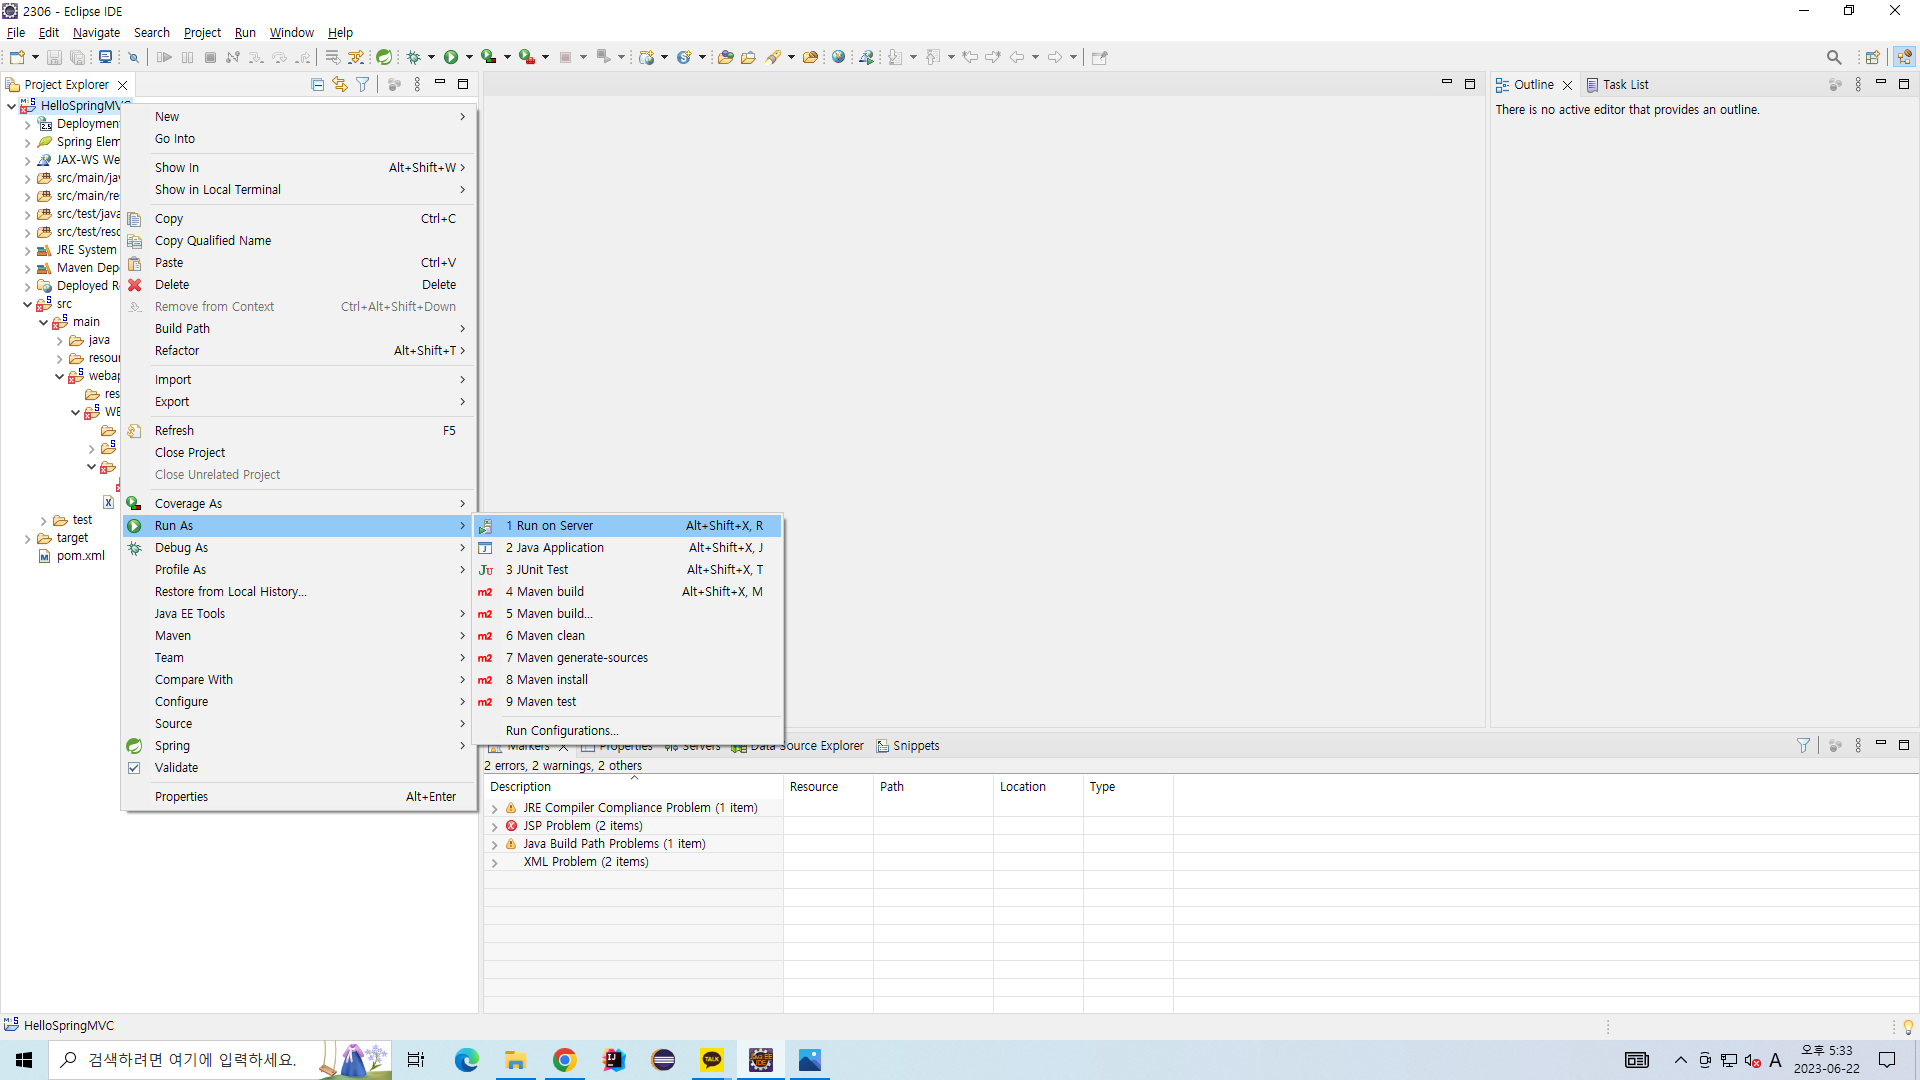 2306 - Eclipse IDE
File Edit Navigate Search Project Run Window Help
Project Explorer
HelloSpringMVC
Spring Elem
JAX-WS We
src/main/jav
src/main/re
src/test/java
src/test/reso
JRE System
Maven Dep
Deployed R
src
main
java
resour
webap
res
WE
test
target
pom.xml
New
Go Into
Show In Alt+Shift+W
Show in Local Terminal
Copy Ctrl+C
Copy Qualified Name
Paste Ctrl+V
Delete Delete
Remove from Context Ctrl+Alt+Shift+Down
Build Path
Refactor Alt+Shift+T
Import
Export
Refresh F5
Close Project
Close Unrelated Project
Coverage As
Run As
Debug As
Profile As
Restore from Local History...
Java EE Tools
Maven
Team
Compare With
Configure
Source
Spring
Validate
Properties Alt+Enter
1 Run on Server Alt+Shift+X, R
2 Java Application Alt+Shift+X, J
3 JUnit Test Alt+Shift+X, T
4 Maven build Alt+Shift+X, M
5 Maven build...
6 Maven clean
7 Maven generate-sources
8 Maven install
9 Maven test
Run Configurations...
Outline Task List
There is no active editor that provides an outline.
Markers Properties Servers Data Source Explorer Snippets
2 errors, 2 warnings, 2 others
Description Resource Path Location Type
JRE Compiler Compliance Problem (1 item)
JSP Problem (2 items)
Java Build Path Problems (1 item)
XML Problem (2 items)
HelloSpringMVC
검색하려면 여기에 입력하세요.
TALK
A
오후 5:33
2023-06-22